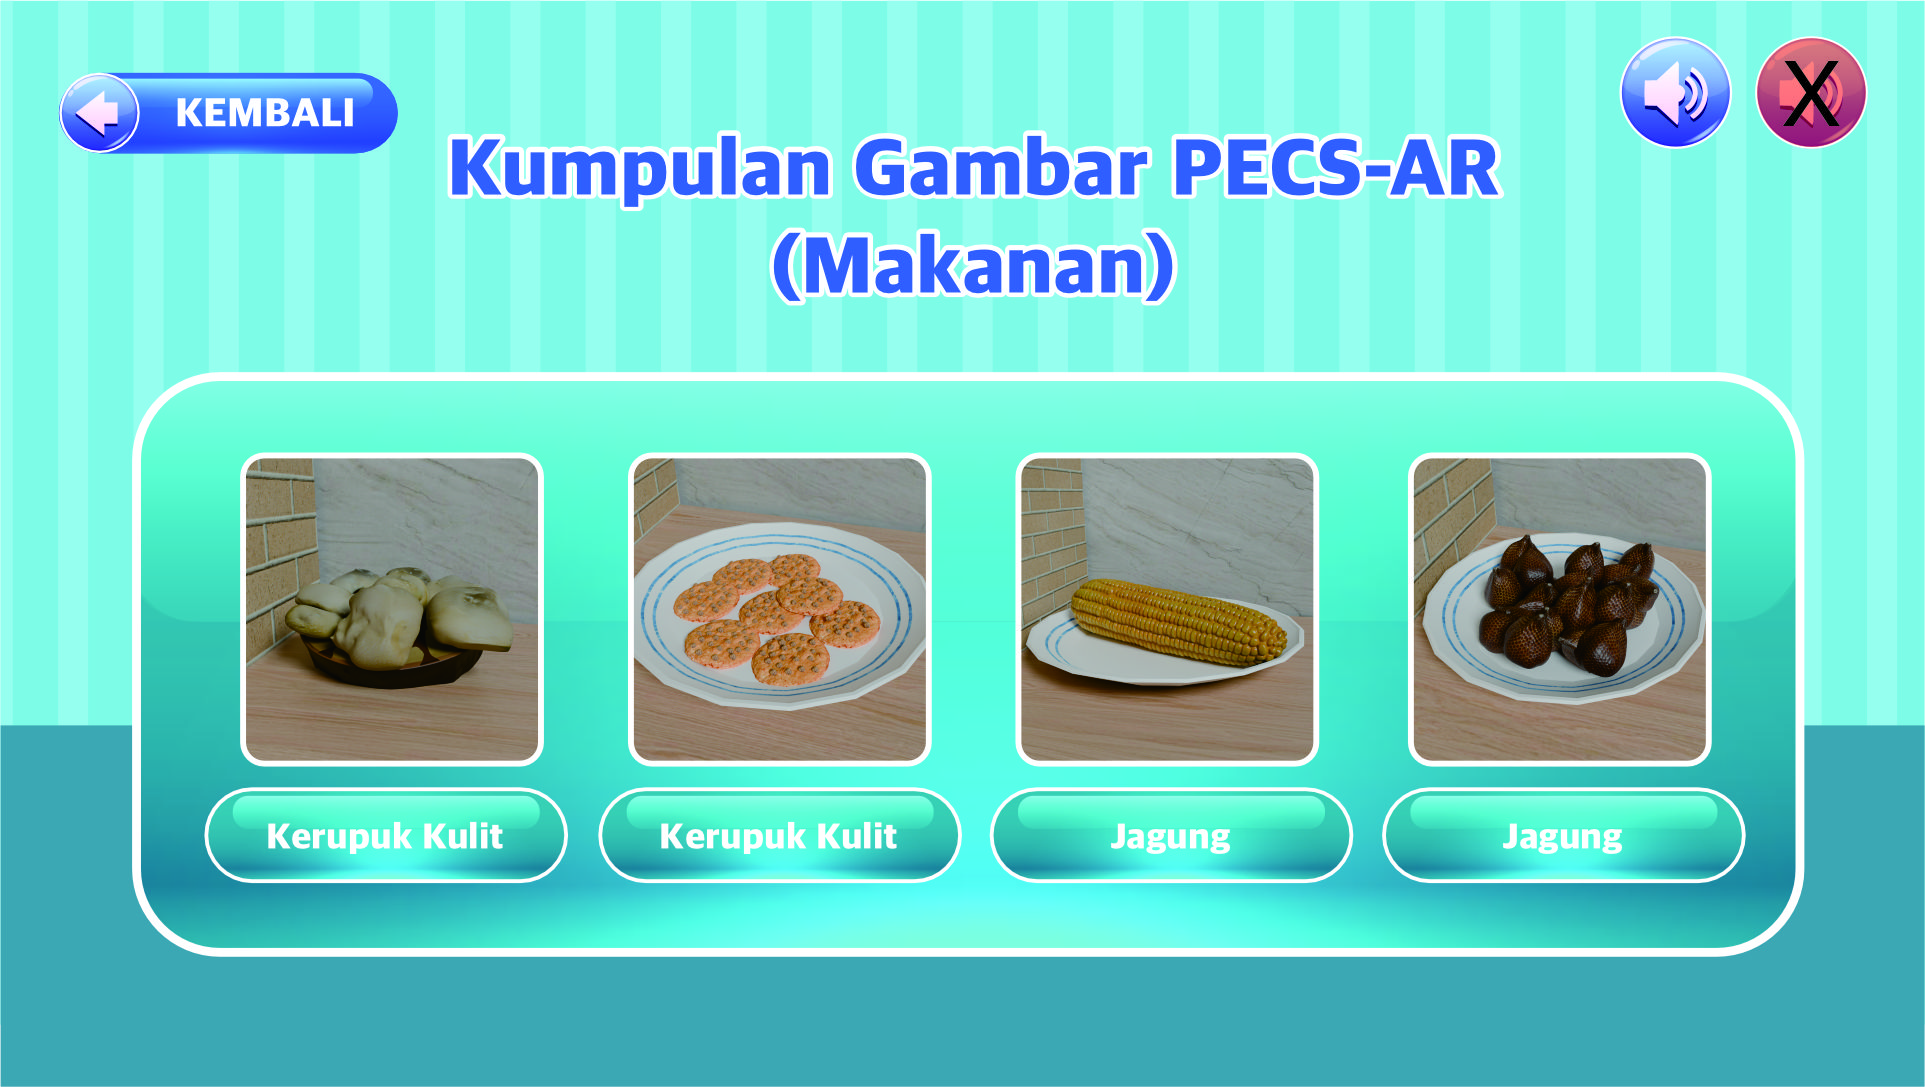 KEMBALI
X
Kumpulan Gambar PECS-AR
(Makanan)
Kerupuk Kulit
Kerupuk Kulit
Jagung
Jagung